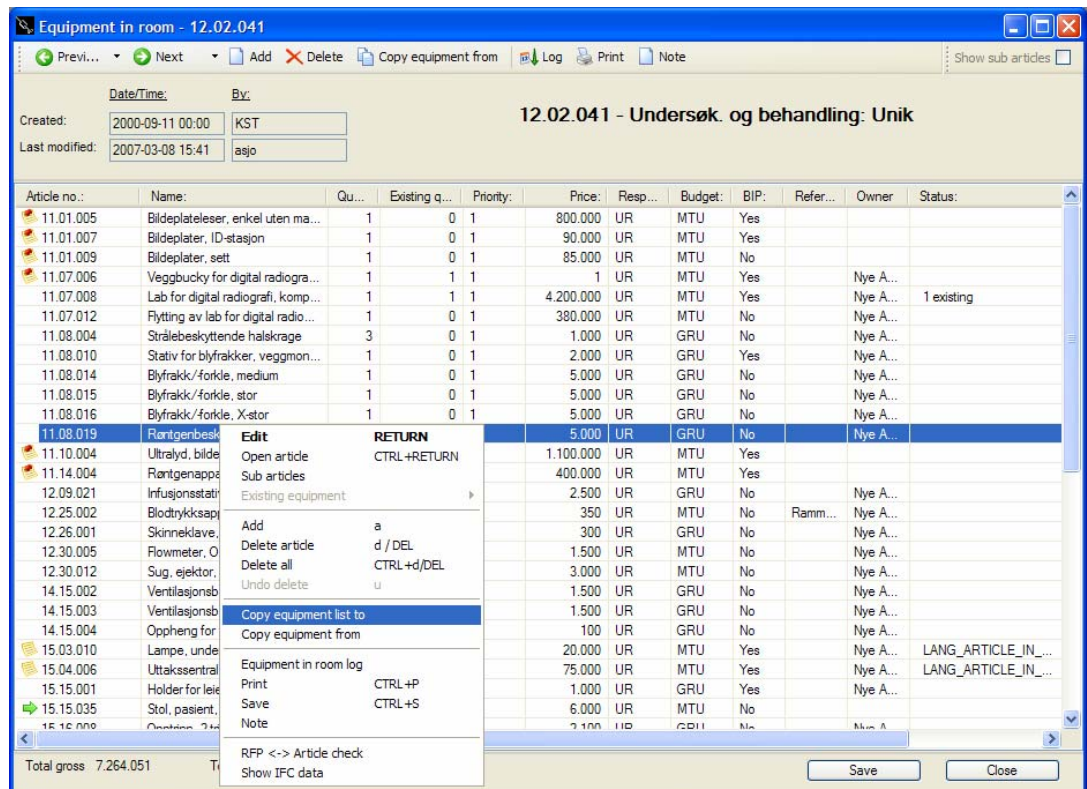 Equipment in room - 12.02.041
Previ... Next Add Delete Copy equipment from Log Print Note Show sub articles
Date/Time: By:
Created: 2000-09-11 00:00 KST
12.02.041 - Undersøk. og behandling: Unik
Last modified: 2007-03-08 15:41 asjo
Article no.: Name: Qu... Existing q... Priority: Price: Resp... Budget: BIP: Refer... Owner Status:
11.01.005 Bildeplateleser, enkel uten ma... 1 0 1 800.000 UR MTU Yes
11.01.007 Bildeplater, ID-stasjon 1 0 1 90.000 UR MTU Yes
11.01.009 Bildeplater, sett 1 0 1 85.000 UR MTU No
11.07.006 Veggbucky for digital radiogra... 1 1 1 1 UR MTU Yes Nye A...
11.07.008 Lab for digital radiografi, komp... 1 1 1 4.200.000 UR MTU Yes Nye A... 1 existing
11.07.012 Flytting av lab for digital radio... 1 0 1 380.000 UR MTU No Nye A...
11.08.004 Strålebeskyttende halskrage 3 0 1 1.000 UR GRU No Nye A...
11.08.010 Stativ for blyfrakker, veggmon... 1 0 1 2.000 UR GRU Yes Nye A...
11.08.014 Blyfrakk/-forkle, medium 1 0 1 5.000 UR GRU No Nye A...
11.08.015 Blyfrakk/-forkle, stor 1 0 1 5.000 UR GRU No Nye A...
11.08.016 Blyfrakk/-forkle, X-stor 1 0 1 5.000 UR GRU No Nye A...
11.08.019 Røntgenbesk 5.000 UR GRU No Nye A...
11.10.004 Ultralyd, bilde 1.100.000 UR MTU Yes
11.14.004 Røntgenappa 400.000 UR MTU Yes
12.09.021 Infusjonsstati 2.500 UR GRU No Nye A...
12.25.002 Blodtrykksapp 350 UR MTU No Ramm... Nye A...
12.26.001 Skinneklave, 300 UR GRU No Nye A...
12.30.005 Flowmeter, O 1.500 UR MTU No Nye A...
12.30.012 Sug, ejektor, 3.000 UR MTU No Nye A...
14.15.002 Ventilasjonsb 1.500 UR GRU No Nye A...
14.15.003 Ventilasjonsb 1.500 UR GRU No Nye A...
14.15.004 Oppheng for 100 UR GRU No Nye A...
15.03.010 Lampe, unde 20.000 UR MTU Yes Nye A... LANG_ARTICLE_IN_...
15.04.006 Uttakssentral 75.000 UR MTU Yes Nye A... LANG_ARTICLE_IN_...
15.15.001 Holder for leie 1.000 UR GRU Yes Nye A...
15.15.035 Stol, pasient, 6.000 UR MTU No
Edit RETURN
Open article CTRL+RETURN
Sub articles
Existing equipment
Add a
Delete article d / DEL
Delete all CTRL+d/DEL
Undo delete u
Copy equipment list to
Copy equipment from
Equipment in room log
Print CTRL+P
Save CTRL+S
Note
RFP <-> Article check
Show IFC data
Total gross 7.264.051
Save Close